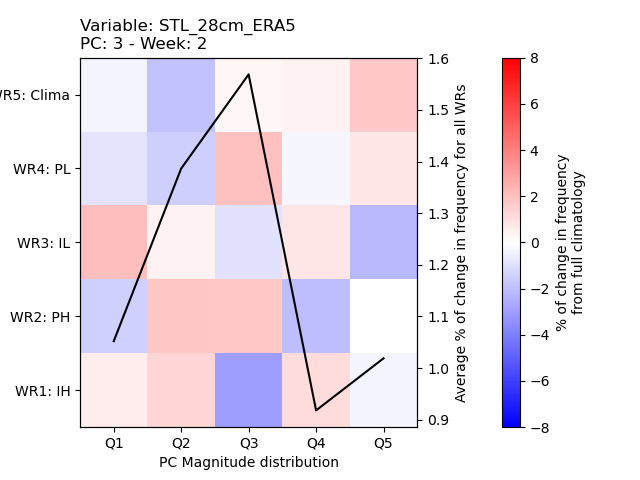 Variable: STL_28cm_ERA5
PC: 3 - Week: 2
WR5: Clima
WR4: PL
WR3: IL
WR2: PH
WR1: IH
Q1 Q2 Q3 Q4 Q5
PC Magnitude distribution
1.6
1.5
1.4
1.3
1.2
1.1
1.0
0.9
Average % of change in frequency for all WRs
8
6
4
2
0
−2
−4
−6
−8
% of change in frequency
from full climatology